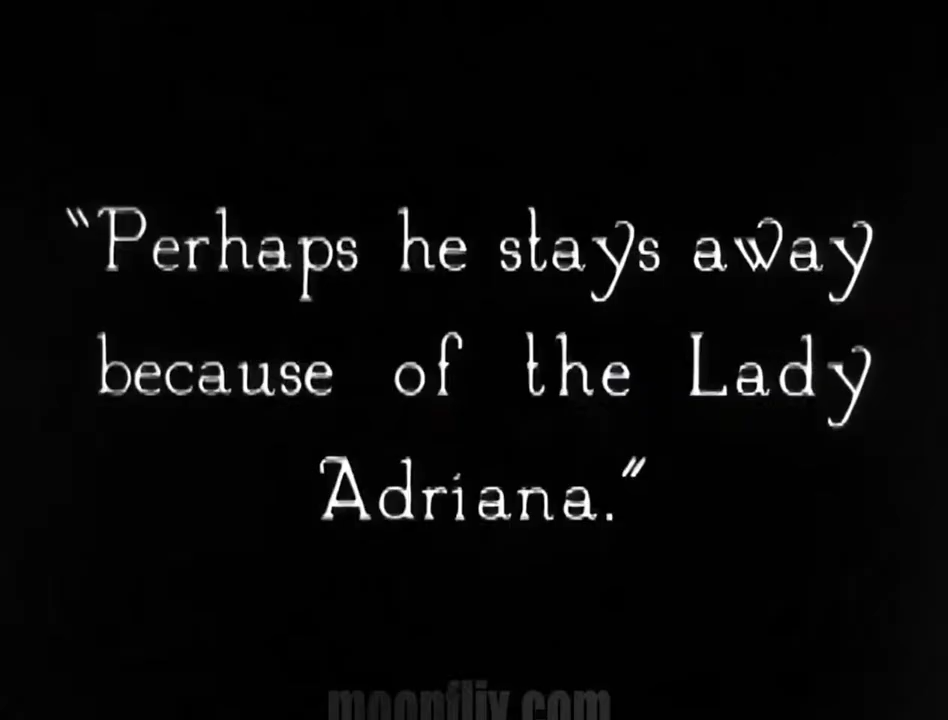 “Perhaps he stays away
because of the Lady
Adriana.”
moonflix.com